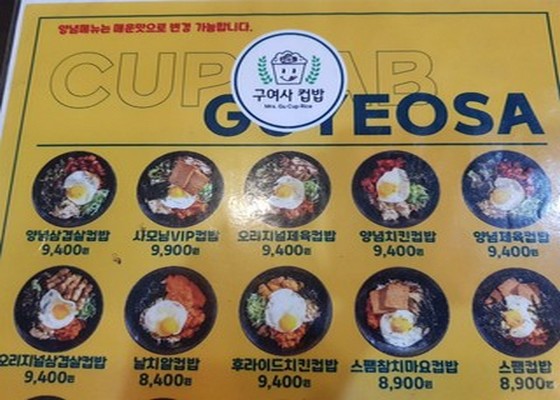 양념메뉴는 매운맛으로 변경 가능합니다.
CUP BAB
구여사 컵밥
Mrs. Gu Cup Rice
GUYEOSA
양념삼겹살컵밥 사모님VIP컵밥 오리지널제육컵밥 양념치킨컵밥 양념제육컵밥
9,400원 9,900원 9,400원 9,400원 9,400원
오리지널삼겹살컵밥 날치알컵밥 후라이드치킨컵밥 스팸참치마요컵밥 스팸컵밥
9,400원 8,400원 9,400원 8,900원 8,900원